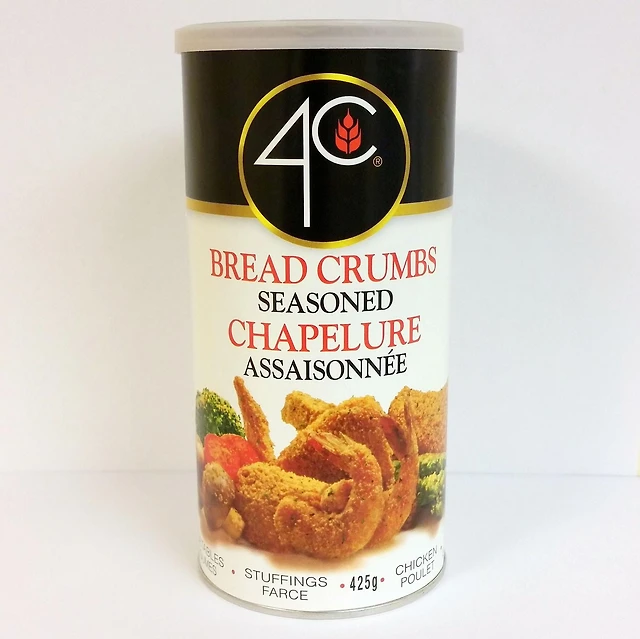 4C®
BREAD CRUMBS
SEASONED
CHAPELURE
ASSAISONNÉE
• STUFFINGS • 425g • CHICKEN
FARCE POULET